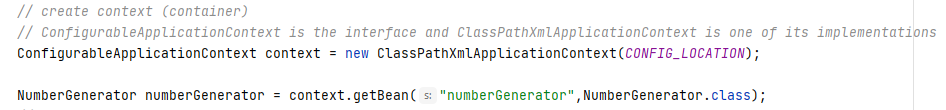 // create context (container)
// ConfigurableApplicationContext is the interface and ClassPathXmlApplicationContext is one of its implementations
ConfigurableApplicationContext context = new ClassPathXmlApplicationContext(CONFIG_LOCATION);
NumberGenerator numberGenerator = context.getBean( s: "numberGenerator",NumberGenerator.class);